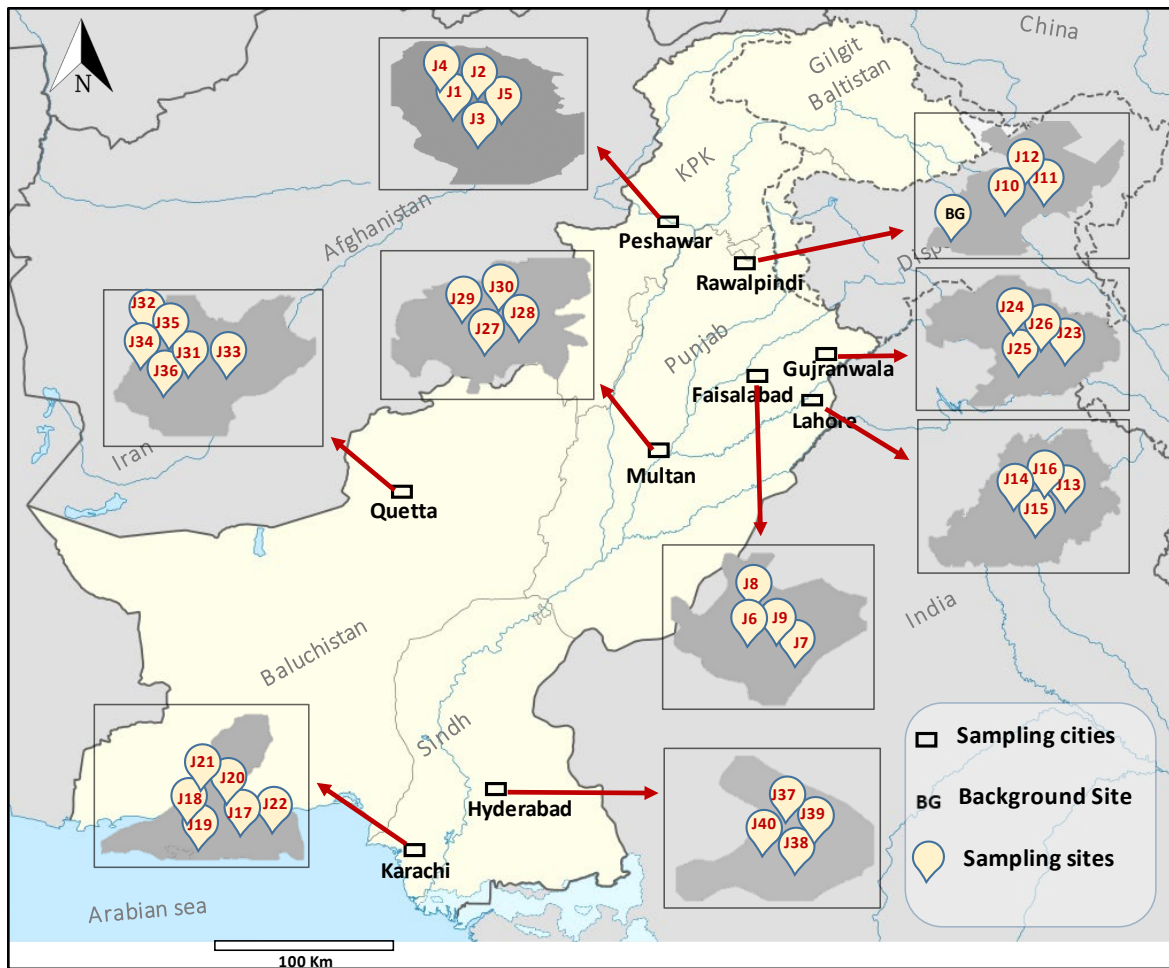 China
N
J4
J2
J1
J5
J3
Gilgit
Baltistan
KPK
J12
J10
J11
BG
Afghanistan
Peshawar
Rawalpindi
Disp
J29
J30
J27
J28
J32
J35
J34
J31
J33
J36
J24
J26
J23
J25
Punjab
Gujranwala
Faisalabad
Lahore
Iran
Multan
Quetta
J14
J16
J13
J15
J8
J6
J9
J7
India
Baluchistan
Sindh
J21
J20
J18
J17
J22
J19
Hyderabad
Karachi
J37
J40
J39
J38
Sampling cities
BG Background Site
Sampling sites
Arabian sea
100 Km